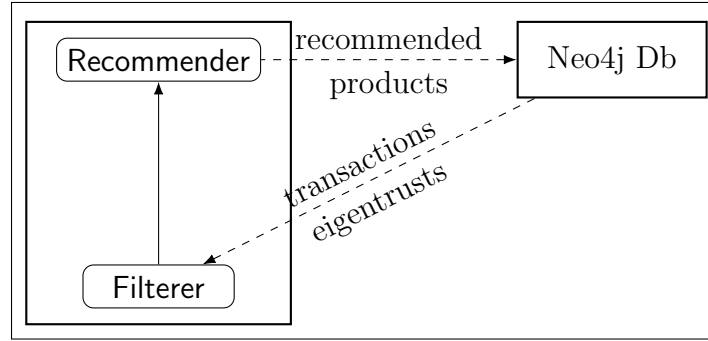 Recommender
recommended
products
Neo4j Db
transactions
eigentrusts
Filterer